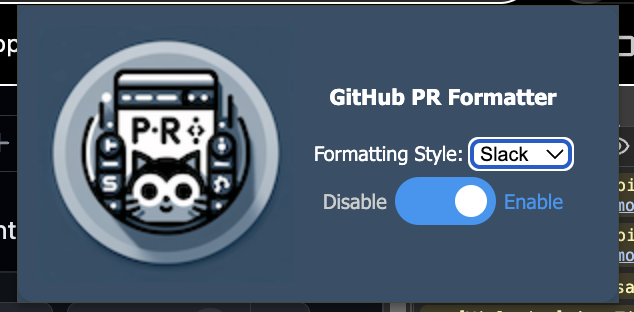 P·R
S
GitHub PR Formatter
Formatting Style: Slack
Disable Enable